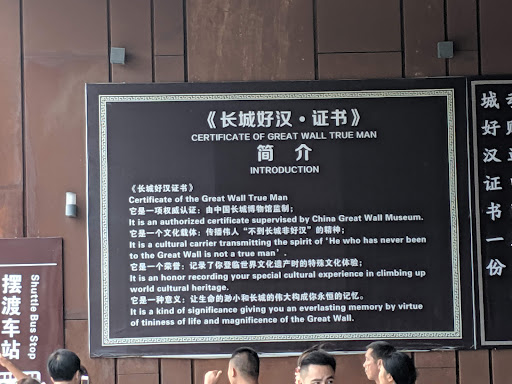 《长城好汉·证书》
CERTIFICATE OF GREAT WALL TRUE MAN
简 介
INTRODUCTION
《长城好汉证书》
Certificate of the Great Wall True Man
它是一项权威认证；由中国长城博物馆监制；
It is an authorized certificate supervised by China Great Wall Museum.
它是一个文化载体；传播伟人“不到长城非好汉”的精神；
It is a cultural carrier transmitting the spirit of 'He who has never been
to the Great Wall is not a true man'.
它是一个荣誉；记录了你登临世界文化遗产时的特殊文化体验；
It is an honor recording your special cultural experience in climbing up
world cultural heritage.
它是一种意义；让生命的渺小和长城的伟大构成你永恒的记忆。
It is a kind of significance giving you an everlasting memory by virtue
of tininess of life and magnificence of the Great Wall.
城好汉证书一份
摆渡车站
Shuttle Bus Stop